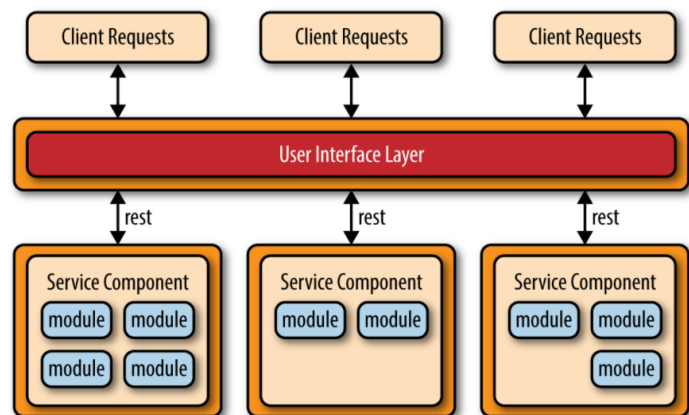 Client Requests
Client Requests
Client Requests
User Interface Layer
rest
rest
rest
Service Component
module
module
module
module
Service Component
module
module
Service Component
module
module
module